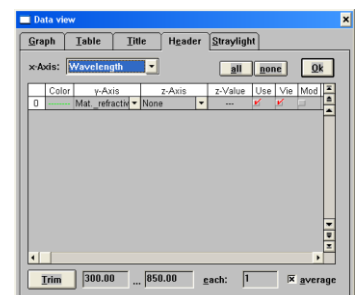 Data view
Graph Table Title Header Straylight
x-Axis: Wavelength all none Ok
Color y-Axis z-Axis z-Value Use Vie Mod
0 Mat._refractiv None ---
Trim 300.00 ... 850.00 each: 1 average